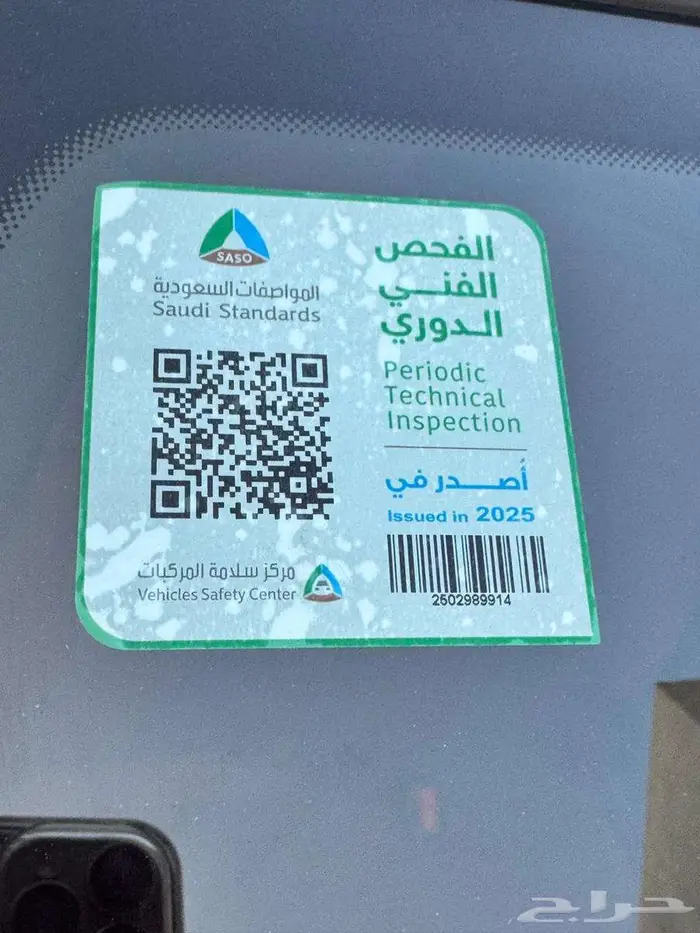 SASO
المواصفات السعودية
Saudi Standards
الفحص
الفني
الدوري
Periodic
Technical
Inspection
أصدر في
Issued in 2025
2502989914
مركز سلامة المركبات
Vehicles Safety Center
حراج